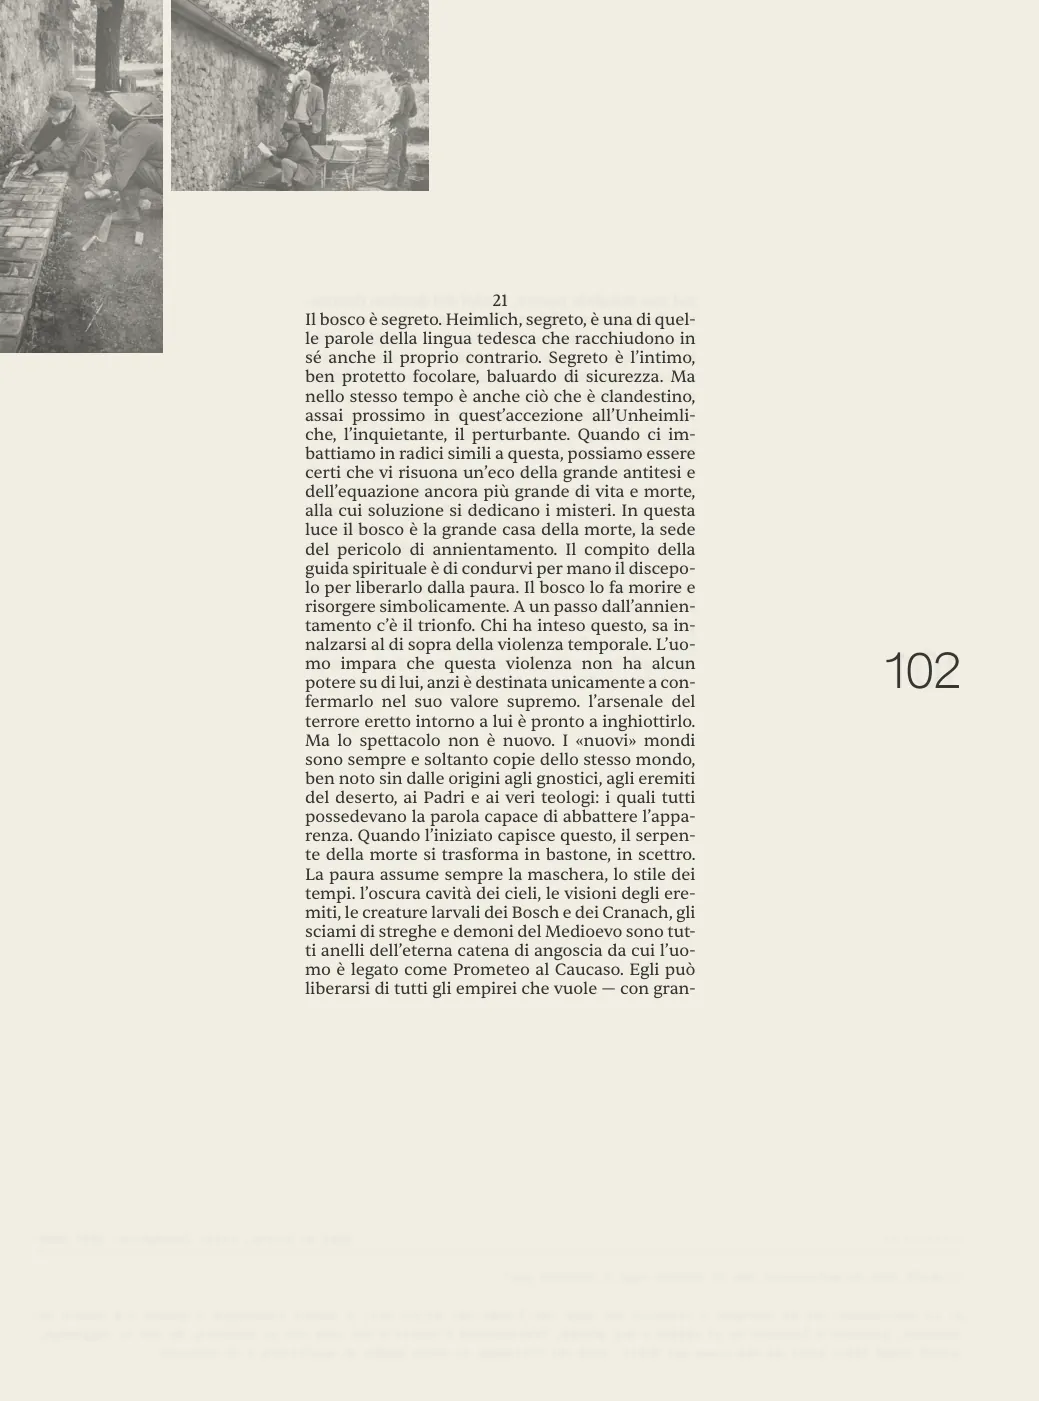 21
Il bosco è segreto. Heimlich, segreto, è una di quel-
le parole della lingua tedesca che racchiudono in
sé anche il proprio contrario. Segreto è l’intimo,
ben protetto focolare, baluardo di sicurezza. Ma
nello stesso tempo è anche ciò che è clandestino,
assai prossimo in quest’accezione all’Unheimli-
che, l’inquietante, il perturbante. Quando ci im-
battiamo in radici simili a questa, possiamo essere
certi che vi risuona un’eco della grande antitesi e
dell’equazione ancora più grande di vita e morte,
alla cui soluzione si dedicano i misteri. In questa
luce il bosco è la grande casa della morte, la sede
del pericolo di annientamento. Il compito della
guida spirituale è di condurvi per mano il discepo-
lo per liberarlo dalla paura. Il bosco lo fa morire e
risorgere simbolicamente. A un passo dall’annien-
tamento c’è il trionfo. Chi ha inteso questo, sa in-
nalzarsi al di sopra della violenza temporale. L’uo-
mo impara che questa violenza non ha alcun
potere su di lui, anzi è destinata unicamente a con-
fermarlo nel suo valore supremo. l’arsenale del
terrore eretto intorno a lui è pronto a inghiottirlo.
Ma lo spettacolo non è nuovo. I «nuovi» mondi
sono sempre e soltanto copie dello stesso mondo,
ben noto sin dalle origini agli gnostici, agli eremiti
del deserto, ai Padri e ai veri teologi: i quali tutti
possedevano la parola capace di abbattere l’appa-
renza. Quando l’iniziato capisce questo, il serpen-
te della morte si trasforma in bastone, in scettro.
La paura assume sempre la maschera, lo stile dei
tempi. l’oscura cavità dei cieli, le visioni degli ere-
miti, le creature larvali dei Bosch e dei Cranach, gli
sciami di streghe e demoni del Medioevo sono tut-
ti anelli dell’eterna catena di angoscia da cui l’uo-
mo è legato come Prometeo al Caucaso. Egli può
liberarsi di tutti gli empirei che vuole — con gran-
102